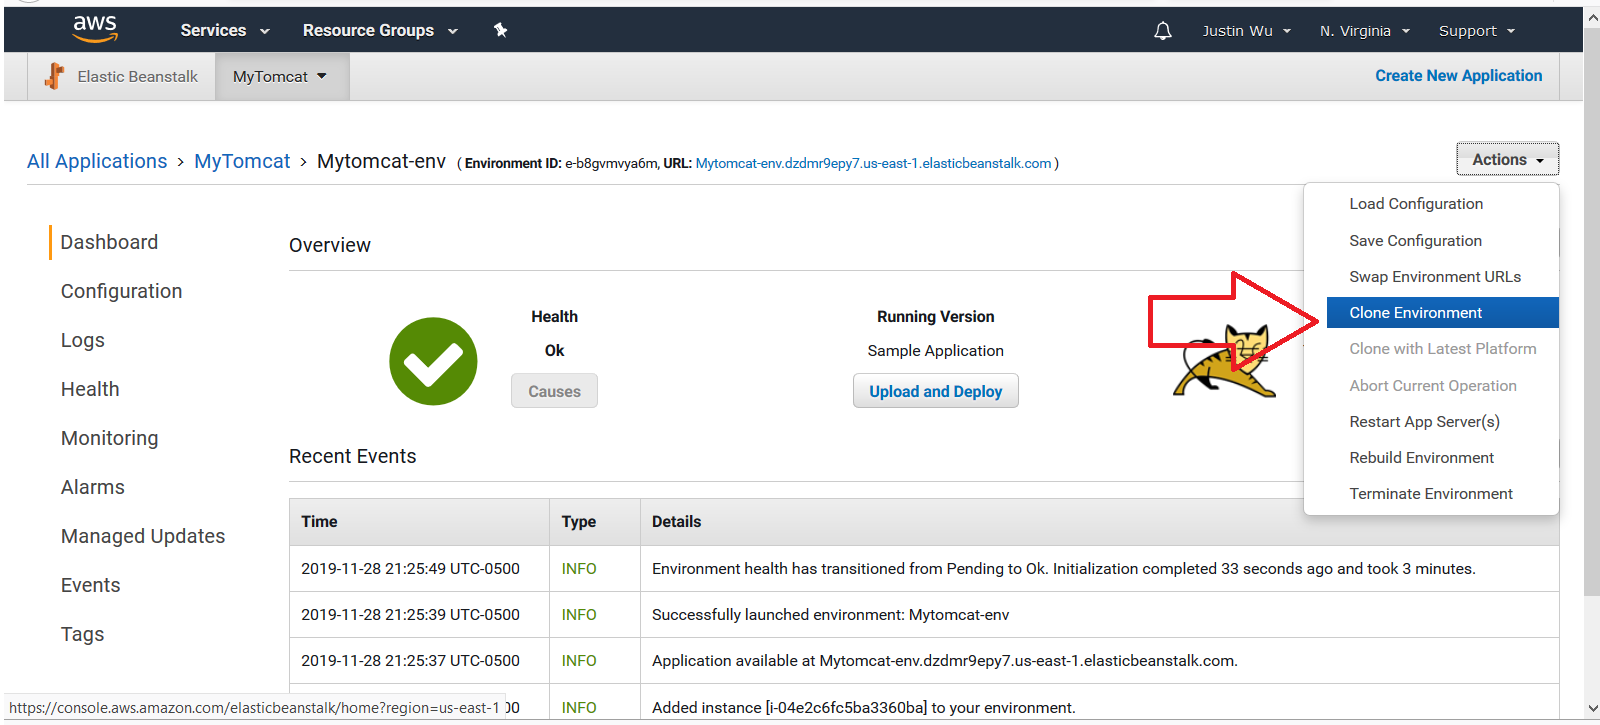 aws Services Resource Groups Justin Wu N. Virginia Support
Elastic Beanstalk MyTomcat Create New Application
All Applications > MyTomcat > Mytomcat-env ( Environment ID: e-b8gvmvya6m, URL: Mytomcat-env.dzdmr9epy7.us-east-1.elasticbeanstalk.com )
Actions
Load Configuration
Save Configuration
Swap Environment URLs
Clone Environment
Clone with Latest Platform
Abort Current Operation
Restart App Server(s)
Rebuild Environment
Terminate Environment
Dashboard
Configuration
Logs
Health
Monitoring
Alarms
Managed Updates
Events
Tags
Overview
Health
Ok
Causes
Running Version
Sample Application
Upload and Deploy
Recent Events
Time Type Details
2019-11-28 21:25:49 UTC-0500 INFO Environment health has transitioned from Pending to Ok. Initialization completed 33 seconds ago and took 3 minutes.
2019-11-28 21:25:39 UTC-0500 INFO Successfully launched environment: Mytomcat-env
2019-11-28 21:25:37 UTC-0500 INFO Application available at Mytomcat-env.dzdmr9epy7.us-east-1.elasticbeanstalk.com.
00 INFO Added instance [i-04e2c6fc5ba3360ba] to your environment.
https://console.aws.amazon.com/elasticbeanstalk/home?region=us-east-1